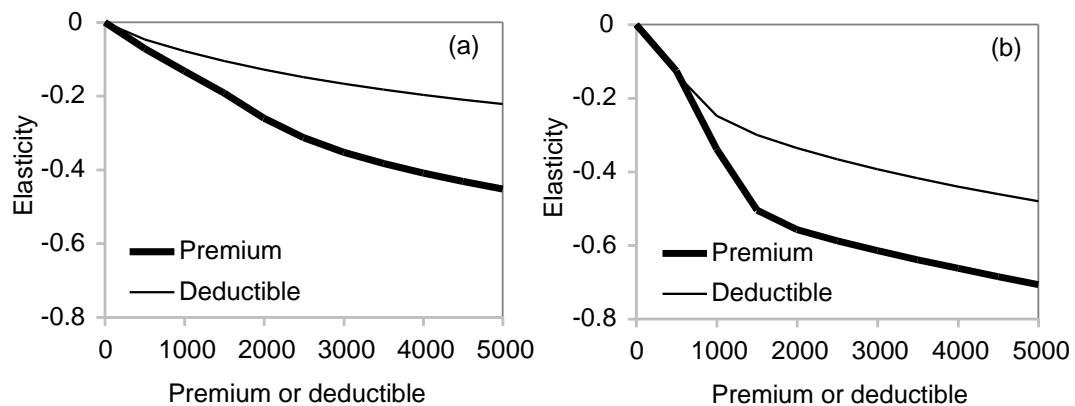 (a)
0
-0.2
-0.4
-0.6
-0.8
Elasticity
Premium
Deductible
0 1000 2000 3000 4000 5000
Premium or deductible
(b)
0
-0.2
-0.4
-0.6
-0.8
Elasticity
Premium
Deductible
0 1000 2000 3000 4000 5000
Premium or deductible